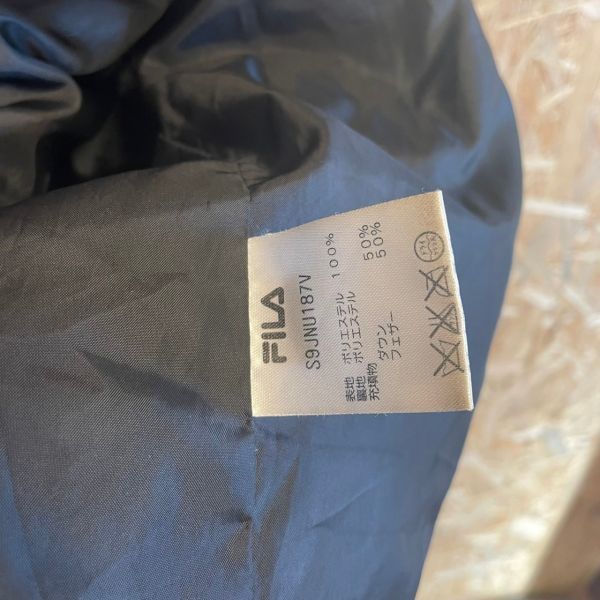 FILA
S9JNU187V
表地 ポリエステル 100%
裏地 ポリエステル
充填物 ダウン 50%
フェザー 50%